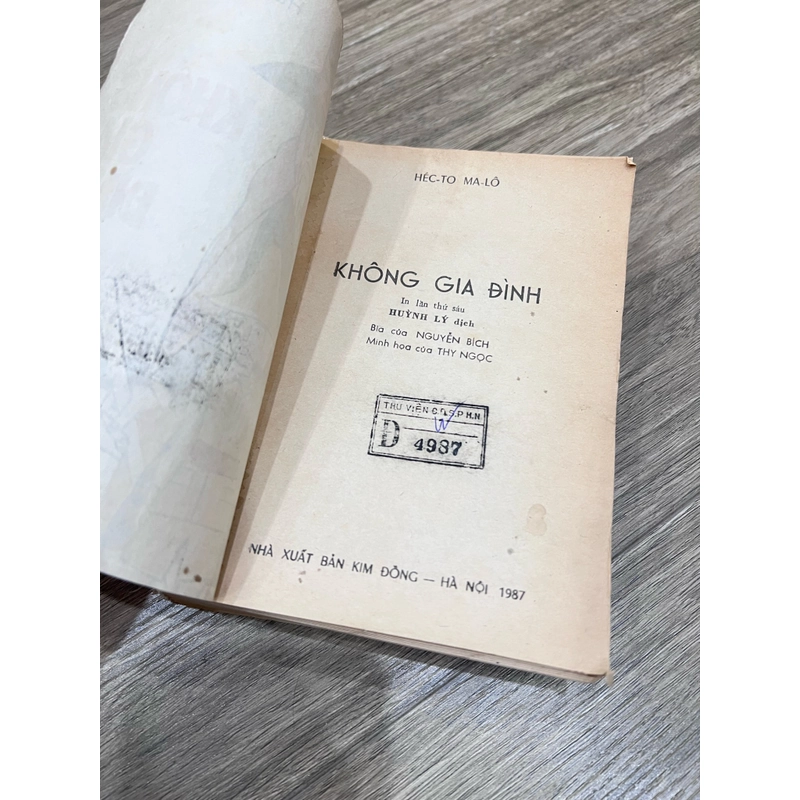 HÉC-TO MA-LÔ
KHÔNG GIA ĐÌNH
In lần thứ sáu
HUỲNH LÝ dịch
Bìa của NGUYỄN BÍCH
Minh họa của THY NGỌC
THƯ VIỆN C.Đ.S.P H.N
D 4987
NHÀ XUẤT BẢN KIM ĐỒNG — HÀ NỘI 1987